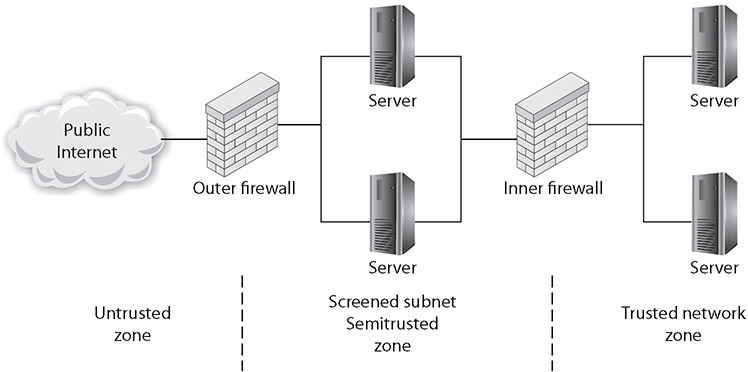 Server
Server
Public
Internet
Outer firewall
Inner firewall
Server
Server
Untrusted
zone
Screened subnet
Semitrusted
zone
Trusted network
zone